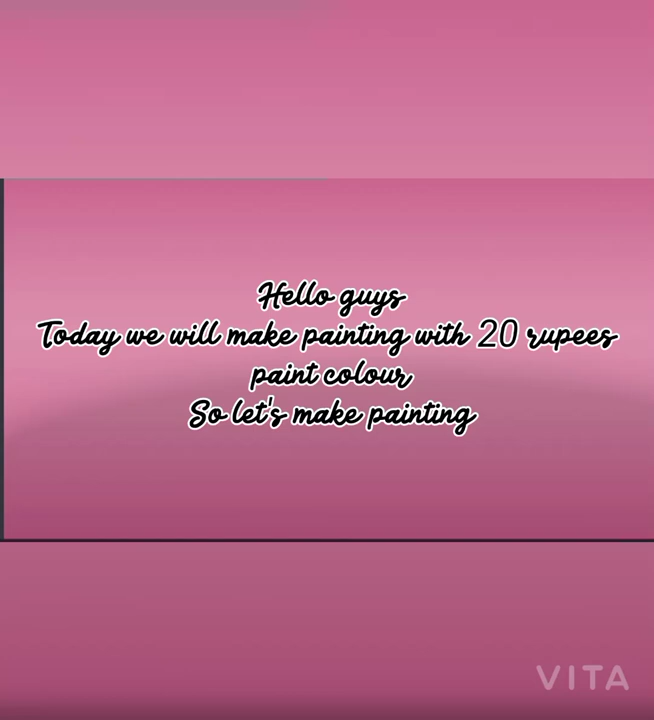 Hello guys
Today we will make painting with 20 rupees
paint colour
So let's make painting
VITA